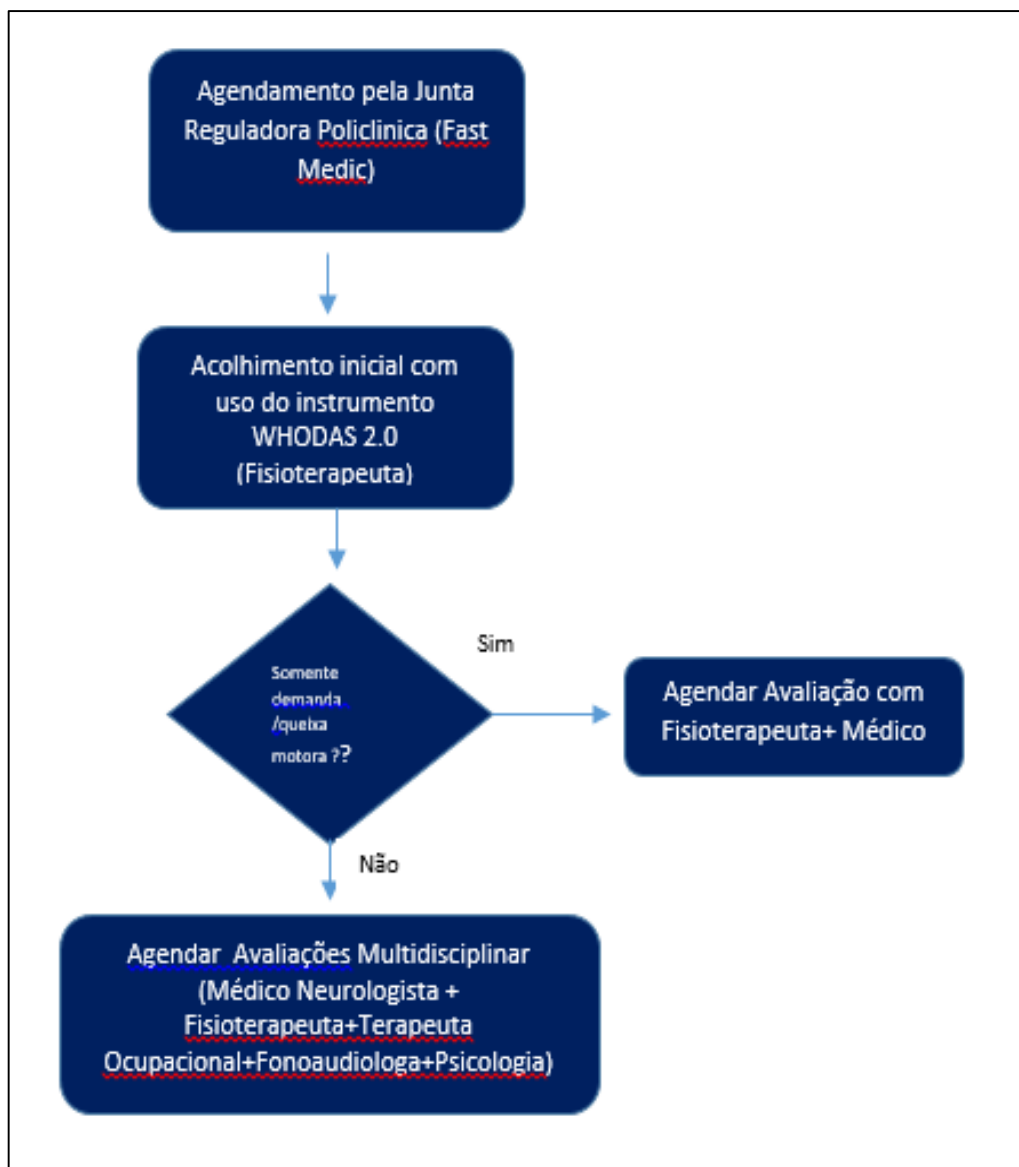 Agendamento pela Junta
Reguladora Policlinica (Fast
Medic)
Acolhimento inicial com
uso do instrumento
WHODAS 2.0
(Fisioterapeuta)
Somente
demanda
/queixa
motora ??
Sim
Agendar Avaliação com
Fisioterapeuta+ Médico
Não
Agendar Avaliações Multidisciplinar
(Médico Neurologista +
Fisioterapeuta+Terapeuta
Ocupacional+Fonoaudiologa+Psicologia)